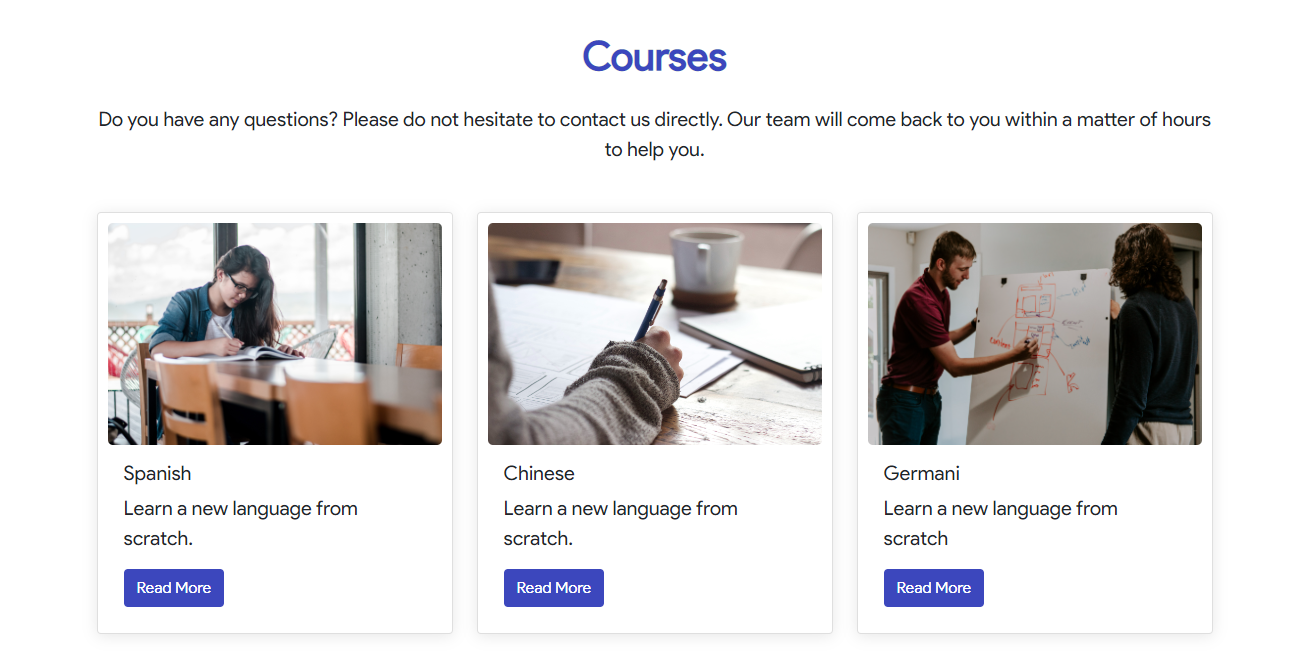 Courses
Do you have any questions? Please do not hesitate to contact us directly. Our team will come back to you within a matter of hours
to help you.
Spanish
Learn a new language from
scratch.
Read More
Chinese
Learn a new language from
scratch.
Read More
Germani
Learn a new language from
scratch
Read More